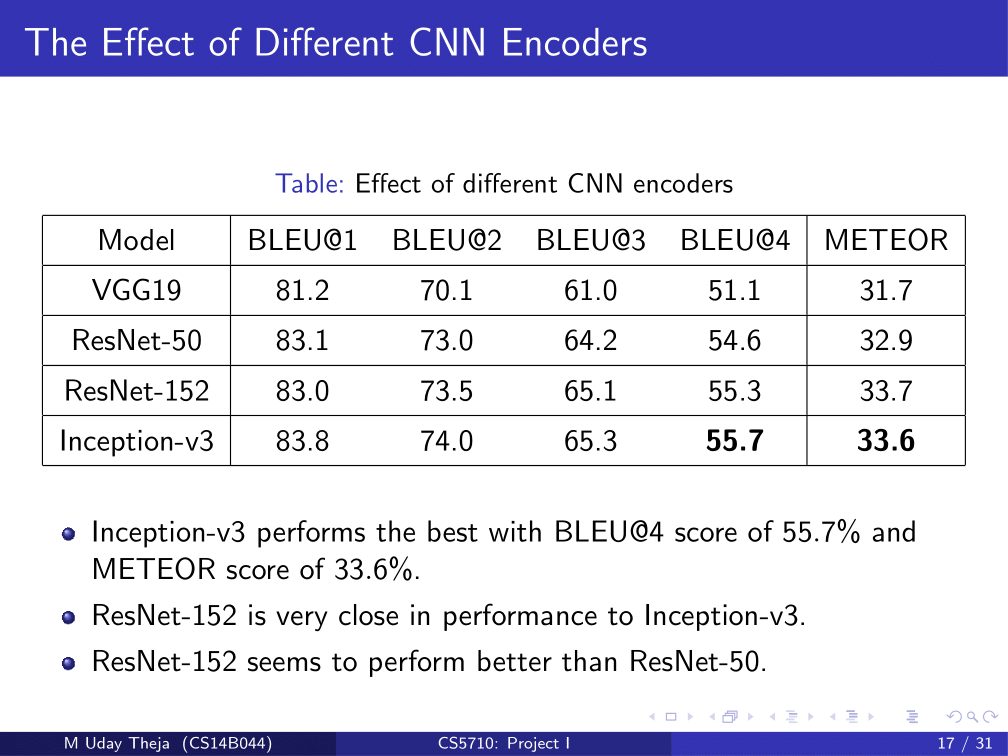 The Effect of Different CNN Encoders
Table: Effect of different CNN encoders
Model BLEU@1 BLEU@2 BLEU@3 BLEU@4 METEOR
VGG19 81.2 70.1 61.0 51.1 31.7
ResNet-50 83.1 73.0 64.2 54.6 32.9
ResNet-152 83.0 73.5 65.1 55.3 33.7
Inception-v3 83.8 74.0 65.3 55.7 33.6
Inception-v3 performs the best with BLEU@4 score of 55.7% and
METEOR score of 33.6%.
ResNet-152 is very close in performance to Inception-v3.
ResNet-152 seems to perform better than ResNet-50.
M Uday Theja (CS14B044) CS5710: Project I 17 / 31